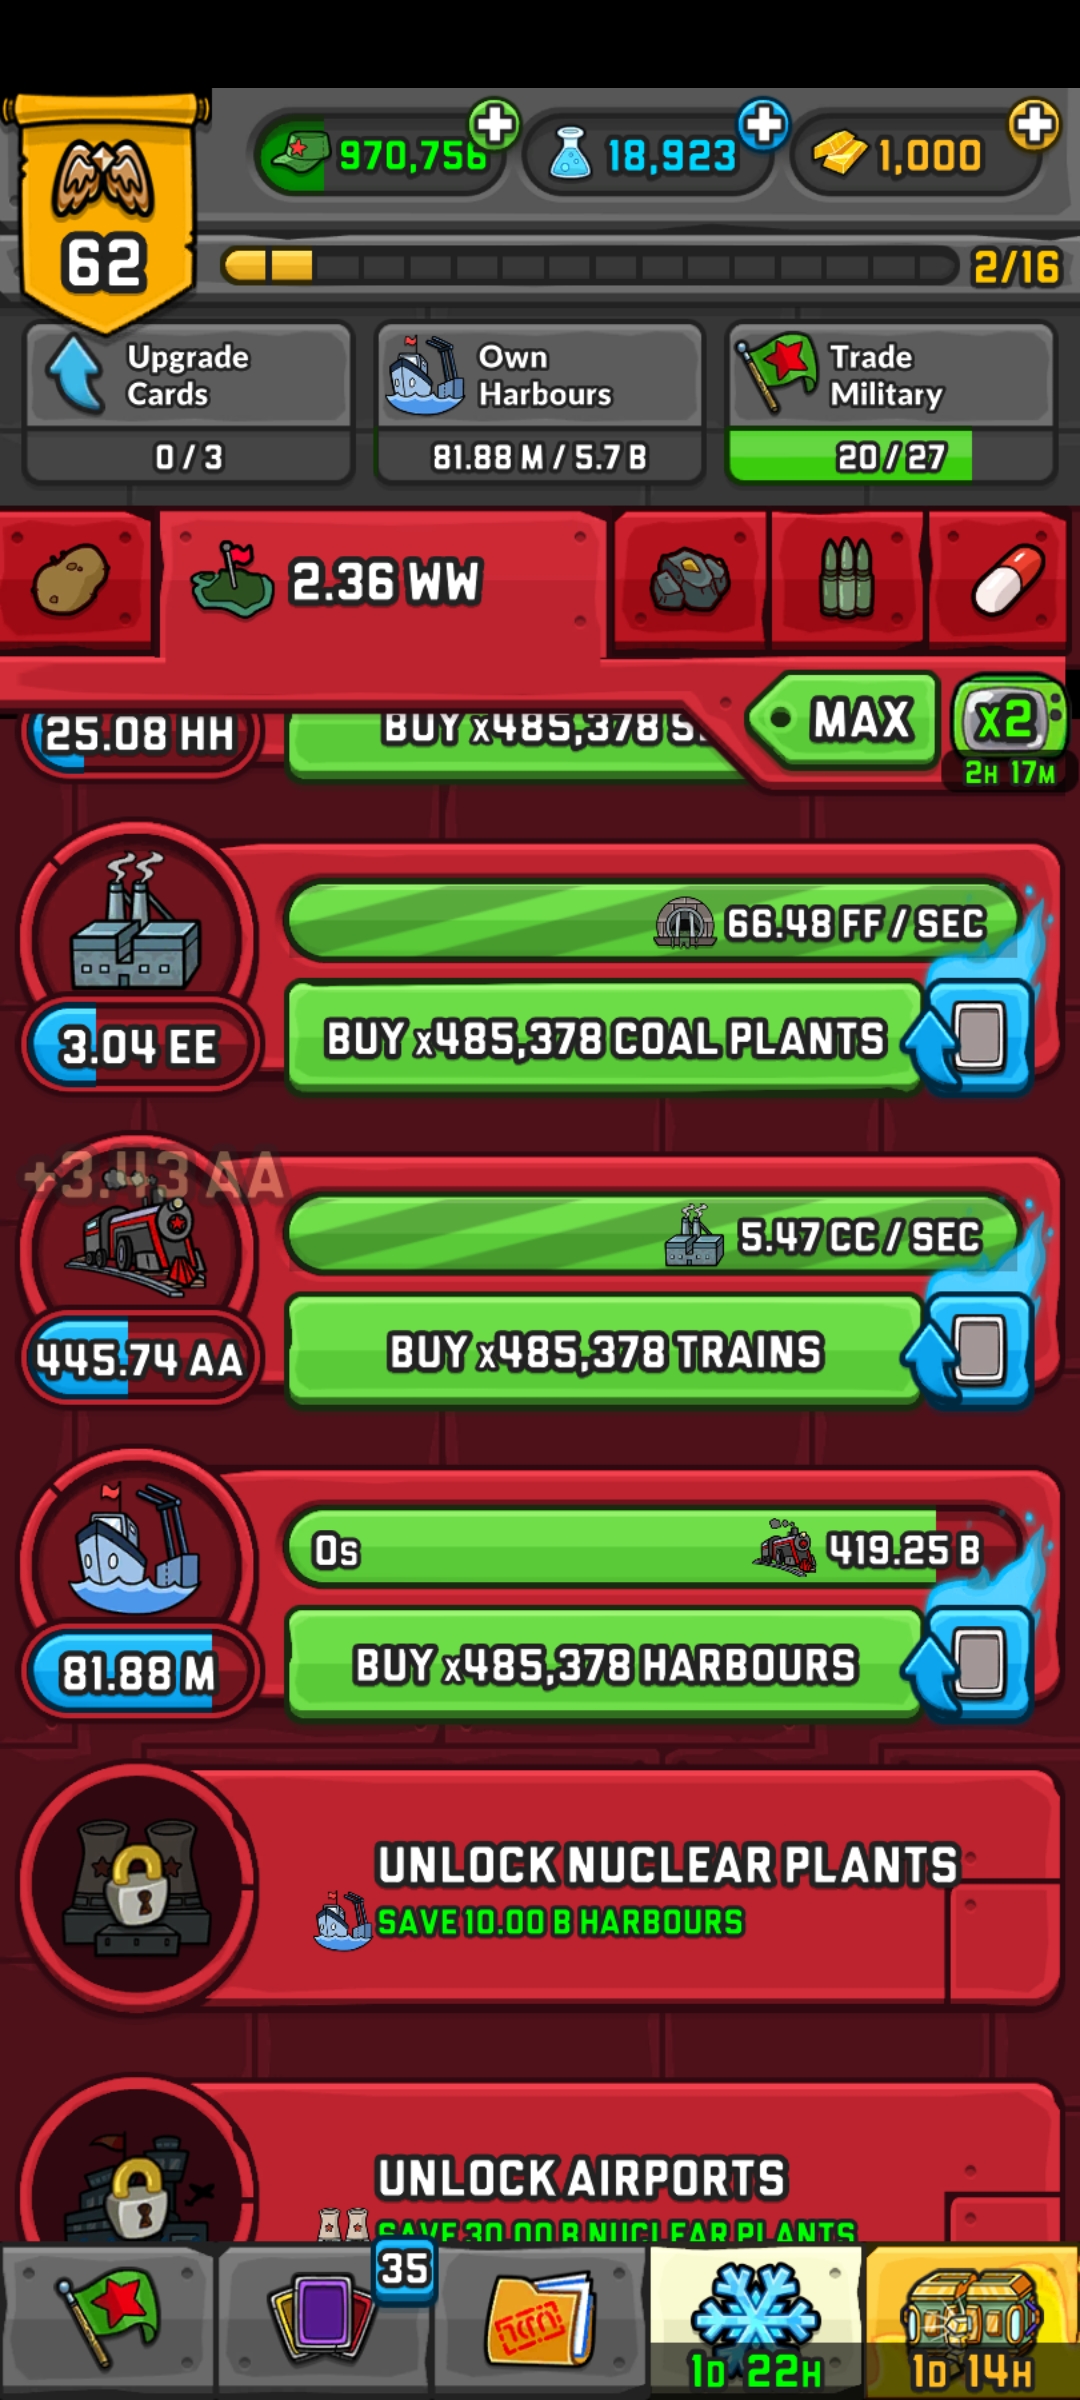 970,756
18,923
1,000
62
2/16
Upgrade
Cards
0 / 3
Own
Harbours
81.88 M / 5.7 B
Trade
Military
20 / 27
2.36 WW
MAX
x2
2H 17M
25.08 HH
BUY x485,378 S
66.48 FF / SEC
3.04 EE
BUY x485,378 COAL PLANTS
+3.43 AA
5.47 CC / SEC
445.74 AA
BUY x485,378 TRAINS
0s
419.25 B
81.88 M
BUY x485,378 HARBOURS
UNLOCK NUCLEAR PLANTS
SAVE 10.00 B HARBOURS
UNLOCK AIRPORTS
SAVE 30.00 B NUCLEAR PLANTS
35
1D 22H
1D 14H